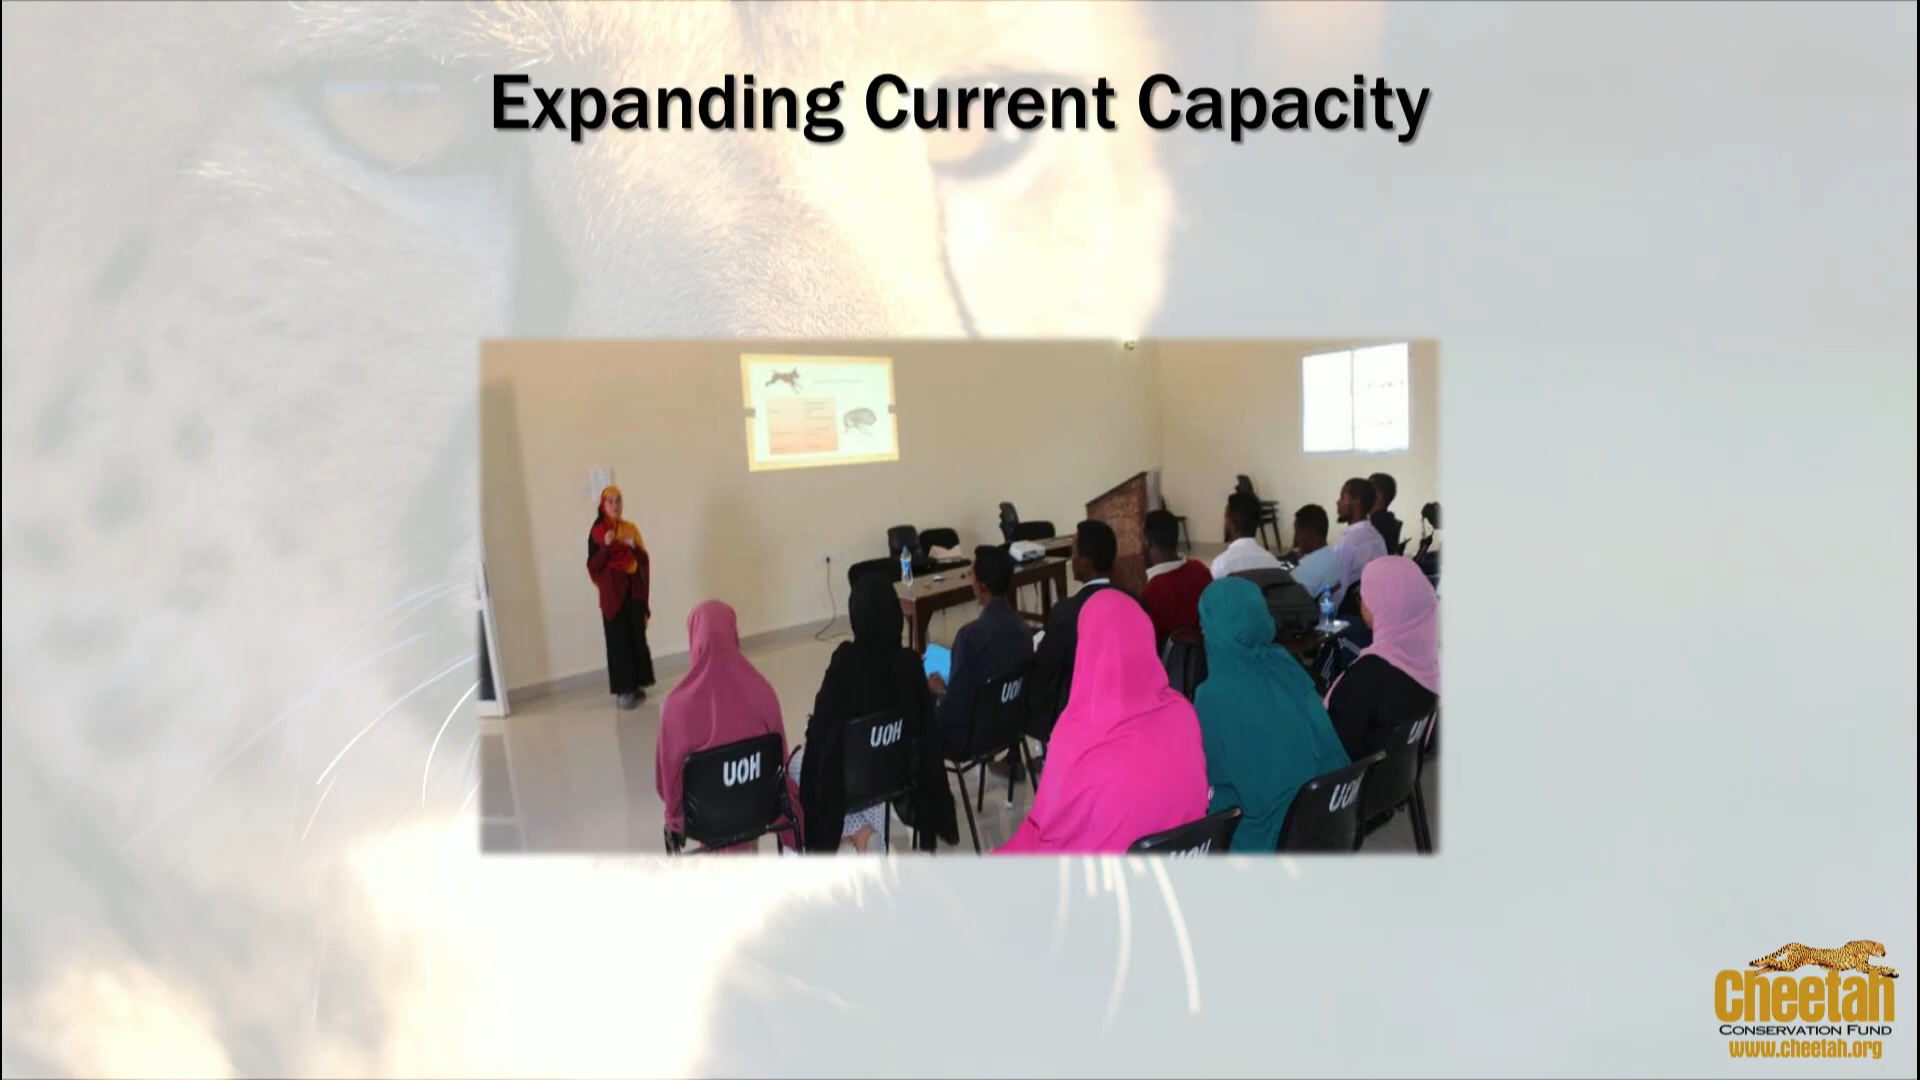 Expanding Current Capacity
UOH
UOH
UOH
UOH
Cheetah
CONSERVATION FUND
www.cheetah.org